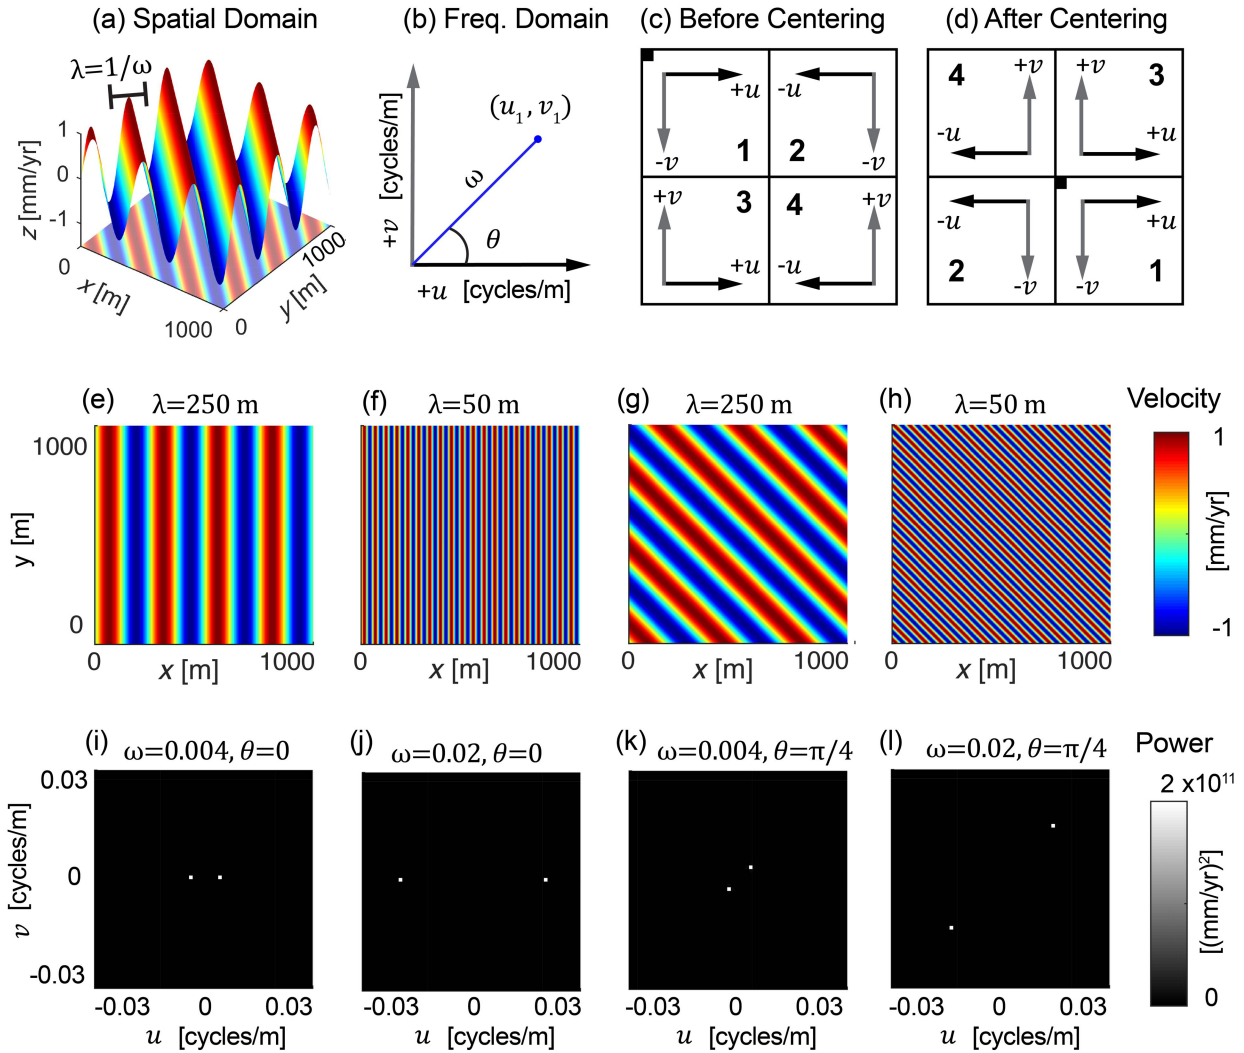 (a) Spatial Domain
λ=1/ω
1
0
-1
z [mm/yr]
0
x [m]
1000
0
y [m]
1000
(b) Freq. Domain
(u₁, v₁)
ω
θ
+v [cycles/m]
+u [cycles/m]
(c) Before Centering
+u
-v
1
-u
-v
2
+v
3
+u
+v
4
-u
(d) After Centering
4
+v
-u
+v
3
+u
-u
2
-v
+u
-v
1
(e) λ=250 m
1000
y [m]
0
0
1000
x [m]
(f) λ=50 m
0
1000
x [m]
(g) λ=250 m
0
1000
x [m]
(h) λ=50 m
0
1000
x [m]
Velocity
1
[mm/yr]
-1
(i) ω=0.004, θ=0
0.03
0
-0.03
v [cycles/m]
-0.03 0 0.03
u [cycles/m]
(j) ω=0.02, θ=0
-0.03 0 0.03
u [cycles/m]
(k) ω=0.004, θ=π/4
-0.03 0 0.03
u [cycles/m]
(l) ω=0.02, θ=π/4
-0.03 0 0.03
u [cycles/m]
Power
2 x10¹¹
[(mm/yr)²]
0